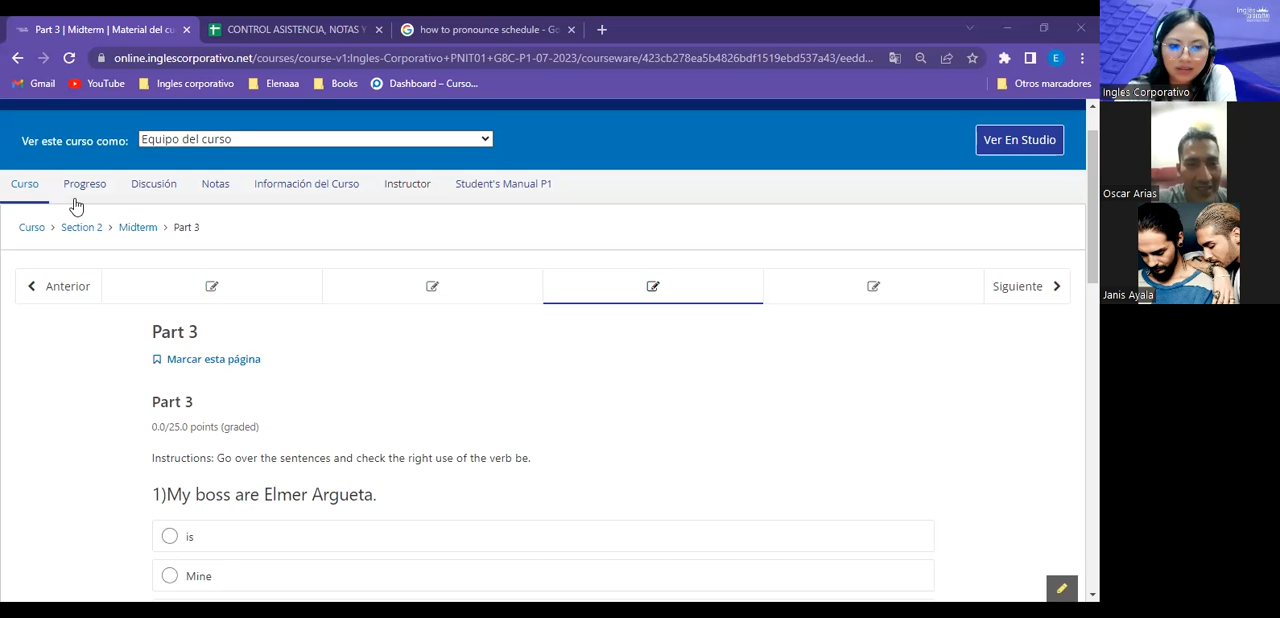 Part 3 | Midterm | Material del cu
CONTROL ASISTENCIA, NOTAS Y
how to pronounce schedule - Go
online.inglescorporativo.net/courses/course-v1:Ingles-Corporativo+PNIT01+G8C-P1-07-2023/courseware/423cb278ea5b4826bdf1519ebd537a43/eedd...
E
Gmail
YouTube
Ingles corporativo
Elenaaa
Books
Dashboard – Curso...
Otros marcadores
Ver este curso como:
Equipo del curso
Ver En Studio
Curso
Progreso
Discusión
Notas
Información del Curso
Instructor
Student's Manual P1
Curso > Section 2 > Midterm > Part 3
Anterior
Siguiente
Part 3
Marcar esta página
Part 3
0.0/25.0 points (graded)
Instructions: Go over the sentences and check the right use of the verb be.
1)My boss are Elmer Argueta.
is
Mine
Ingles Corporativo
Oscar Arias
Janis Ayala